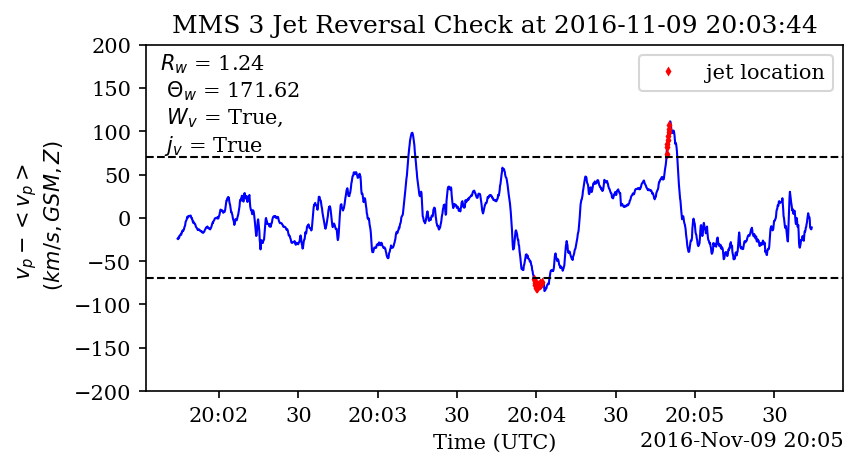 MMS 3 Jet Reversal Check at 2016-11-09 20:03:44
R_w = 1.24
Θ_w = 171.62
W_v = True,
j_v = True
jet location
200
150
100
50
0
−50
−100
−150
−200
v_p − < v_p >
(km/s, GSM, Z)
20:02 30 20:03 30 20:04 30 20:05 30
Time (UTC)
2016-Nov-09 20:05